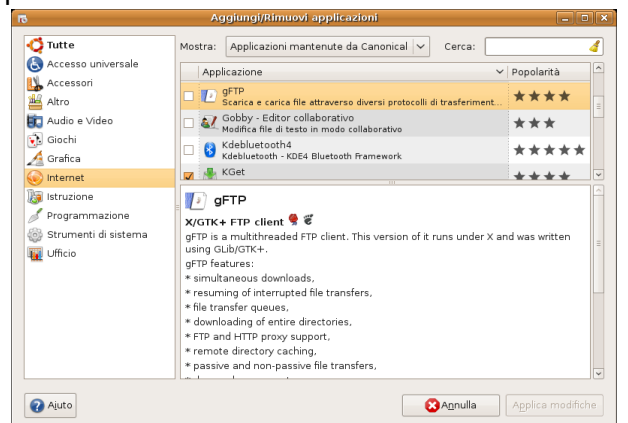 Aggiungi/Rimuovi applicazioni
Tutte
Accesso universale
Accessori
Altro
Audio e Video
Giochi
Grafica
Internet
Istruzione
Programmazione
Strumenti di sistema
Ufficio
Mostra: Applicazioni mantenute da Canonical Cerca:
Applicazione Popolarità
gFTP
Scarica e carica file attraverso diversi protocolli di trasferiment...
Gobby - Editor collaborativo
Modifica file di testo in modo collaborativo
Kdebluetooth4
Kdebluetooth - KDE4 Bluetooth Framework
KGet
gFTP
X/GTK+ FTP client
gFTP is a multithreaded FTP client. This version of it runs under X and was written
using GLib/GTK+.
gFTP features:
* simultaneous downloads,
* resuming of interrupted file transfers,
* file transfer queues,
* downloading of entire directories,
* FTP and HTTP proxy support,
* remote directory caching,
* passive and non-passive file transfers,
Aiuto
Annulla
Applica modifiche